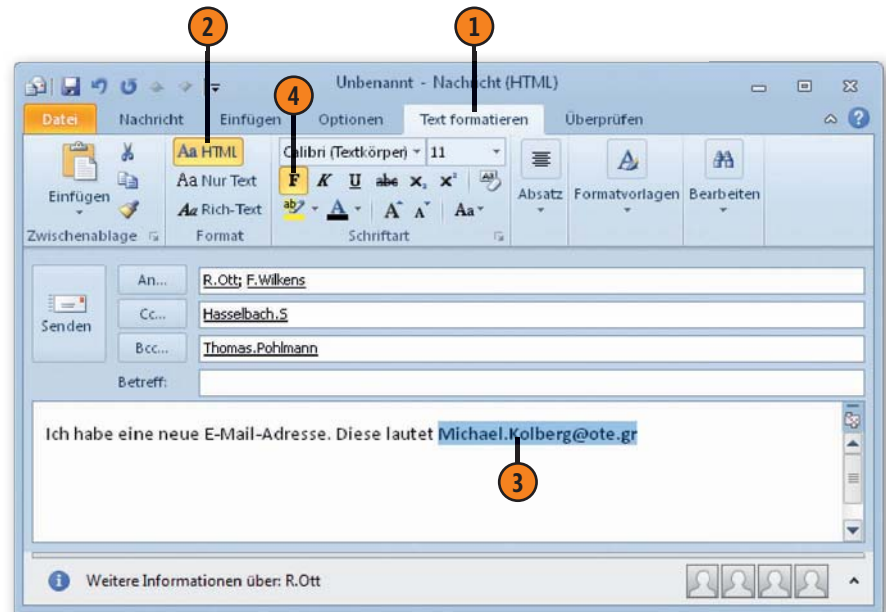 2
1
Unbenannt - Nachricht (HTML)
4
Datei Nachricht Einfügen Optionen Text formatieren Überprüfen
Aa HTML
Calibri (Textkörper) 11
Einfügen
Aa Nur Text
F K U abc x₂ x²
Absatz Formatvorlagen Bearbeiten
Aa Rich-Text
ab A A A Aa
Zwischenablage Format Schriftart
An... R.Ott; F.Wilkens
Senden
Cc... Hasselbach.S
Bcc... Thomas.Pohlmann
Betreff:
Ich habe eine neue E-Mail-Adresse. Diese lautet Michael.Kolberg@ote.gr
3
Weitere Informationen über: R.Ott